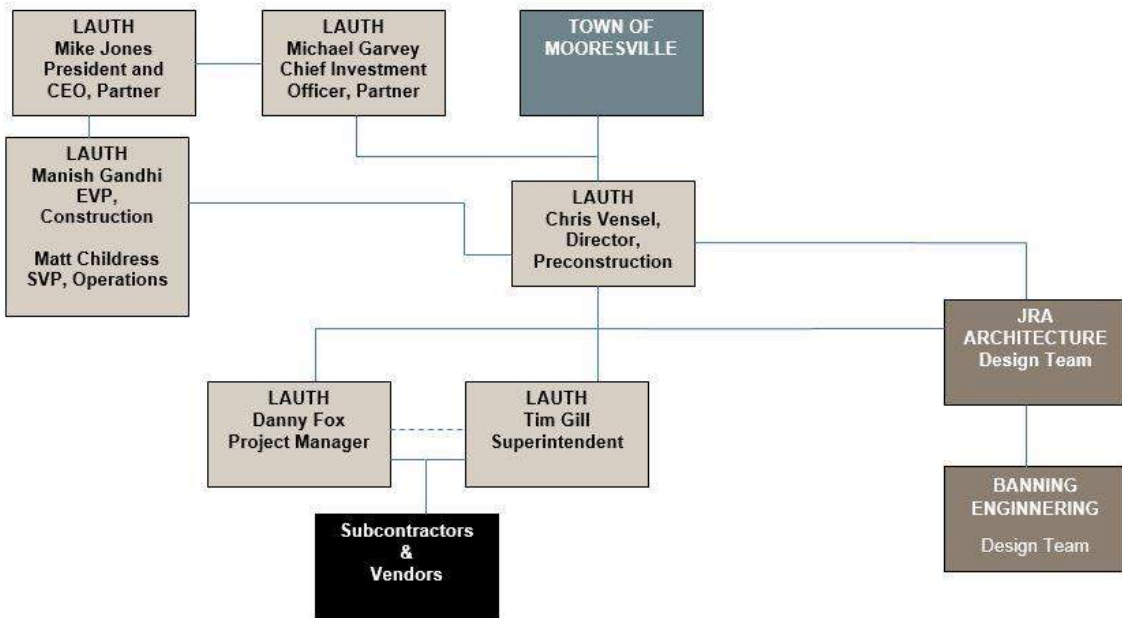 LAUTH
Mike Jones
President and
CEO, Partner
LAUTH
Michael Garvey
Chief Investment
Officer, Partner
TOWN OF
MOORESVILLE
LAUTH
Manish Gandhi
EVP,
Construction
Matt Childress
SVP, Operations
LAUTH
Chris Vensel,
Director,
Preconstruction
JRA
ARCHITECTURE
Design Team
LAUTH
Danny Fox
Project Manager
LAUTH
Tim Gill
Superintendent
BANNING
ENGINNERING
Design Team
Subcontractors
&
Vendors